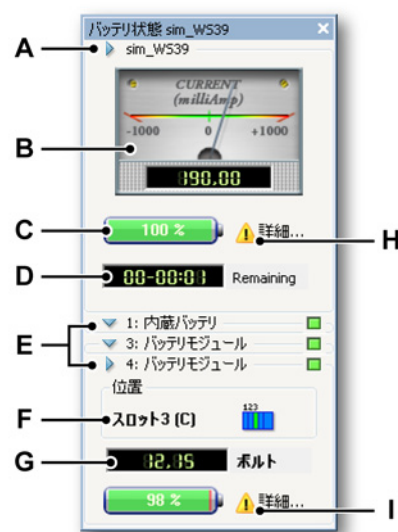 バッテリ状態 sim_WS39
A
sim_WS39
CURRENT
(milliAmp)
-1000 0 +1000
B
190.00
C
100 %
詳細...
H
D
00-00:01 Remaining
E
1: 内蔵バッテリ
3: バッテリモジュール
4: バッテリモジュール
位置
F
スロット3 (C)
123
G
12.15 ボルト
98 %
詳細...
I